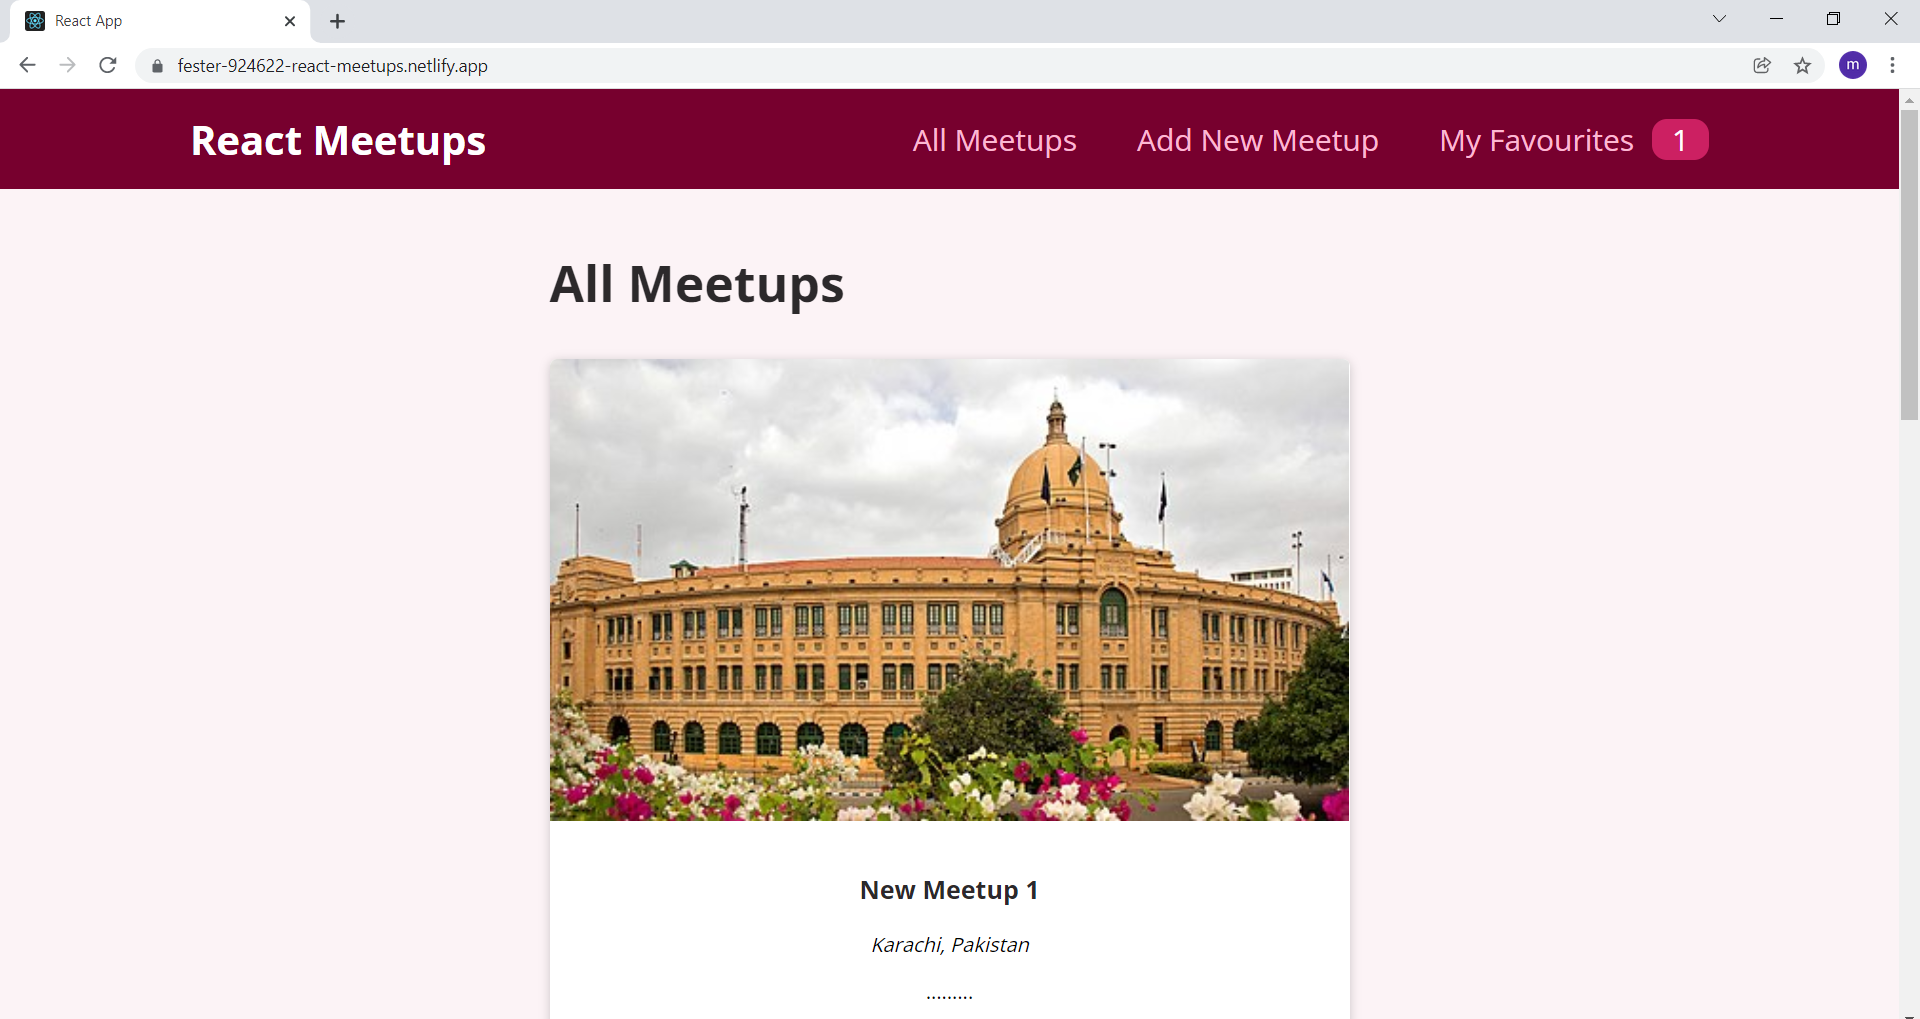 React App
fester-924622-react-meetups.netlify.app
m
React Meetups
All Meetups
Add New Meetup
My Favourites 1
All Meetups
New Meetup 1
Karachi, Pakistan
.........